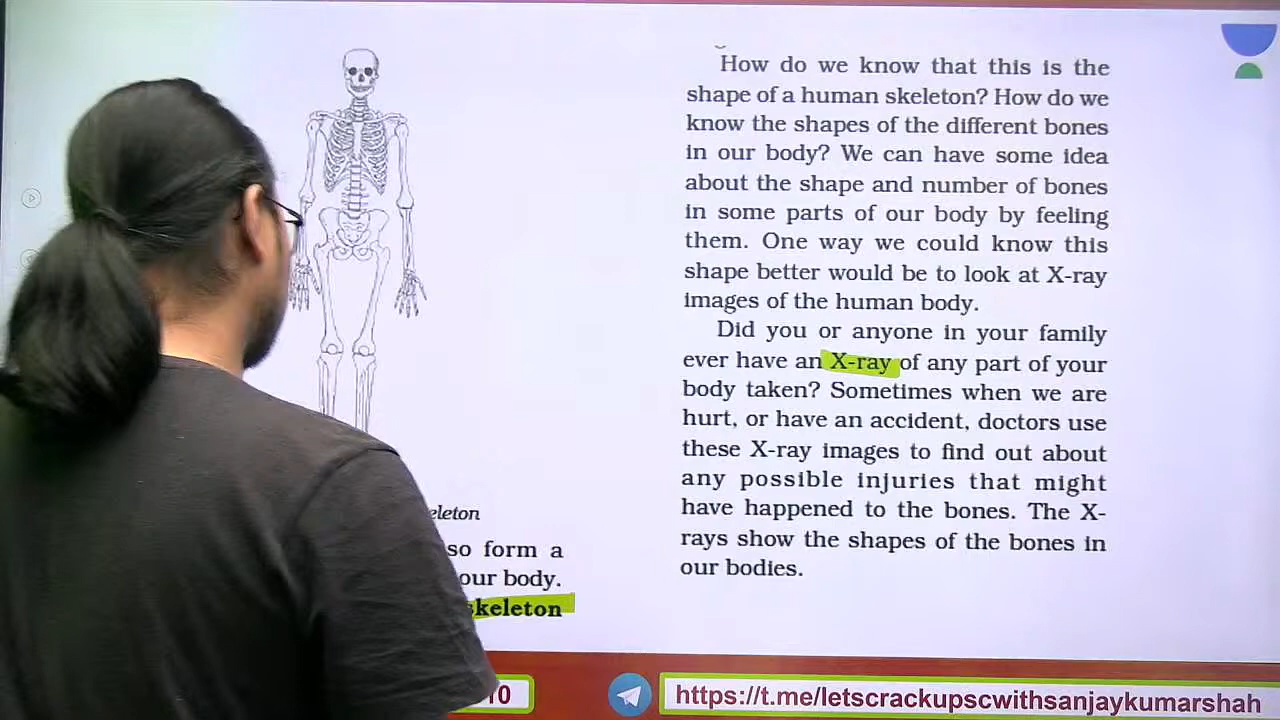 eleton
so form a
our body.
skeleton
How do we know that this is the
shape of a human skeleton? How do we
know the shapes of the different bones
in our body? We can have some idea
about the shape and number of bones
in some parts of our body by feeling
them. One way we could know this
shape better would be to look at X-ray
images of the human body.
Did you or anyone in your family
ever have an X-ray of any part of your
body taken? Sometimes when we are
hurt, or have an accident, doctors use
these X-ray images to find out about
any possible injuries that might
have happened to the bones. The X-
rays show the shapes of the bones in
our bodies.
10
https://t.me/letscrackupscwithsanjaykumarshah